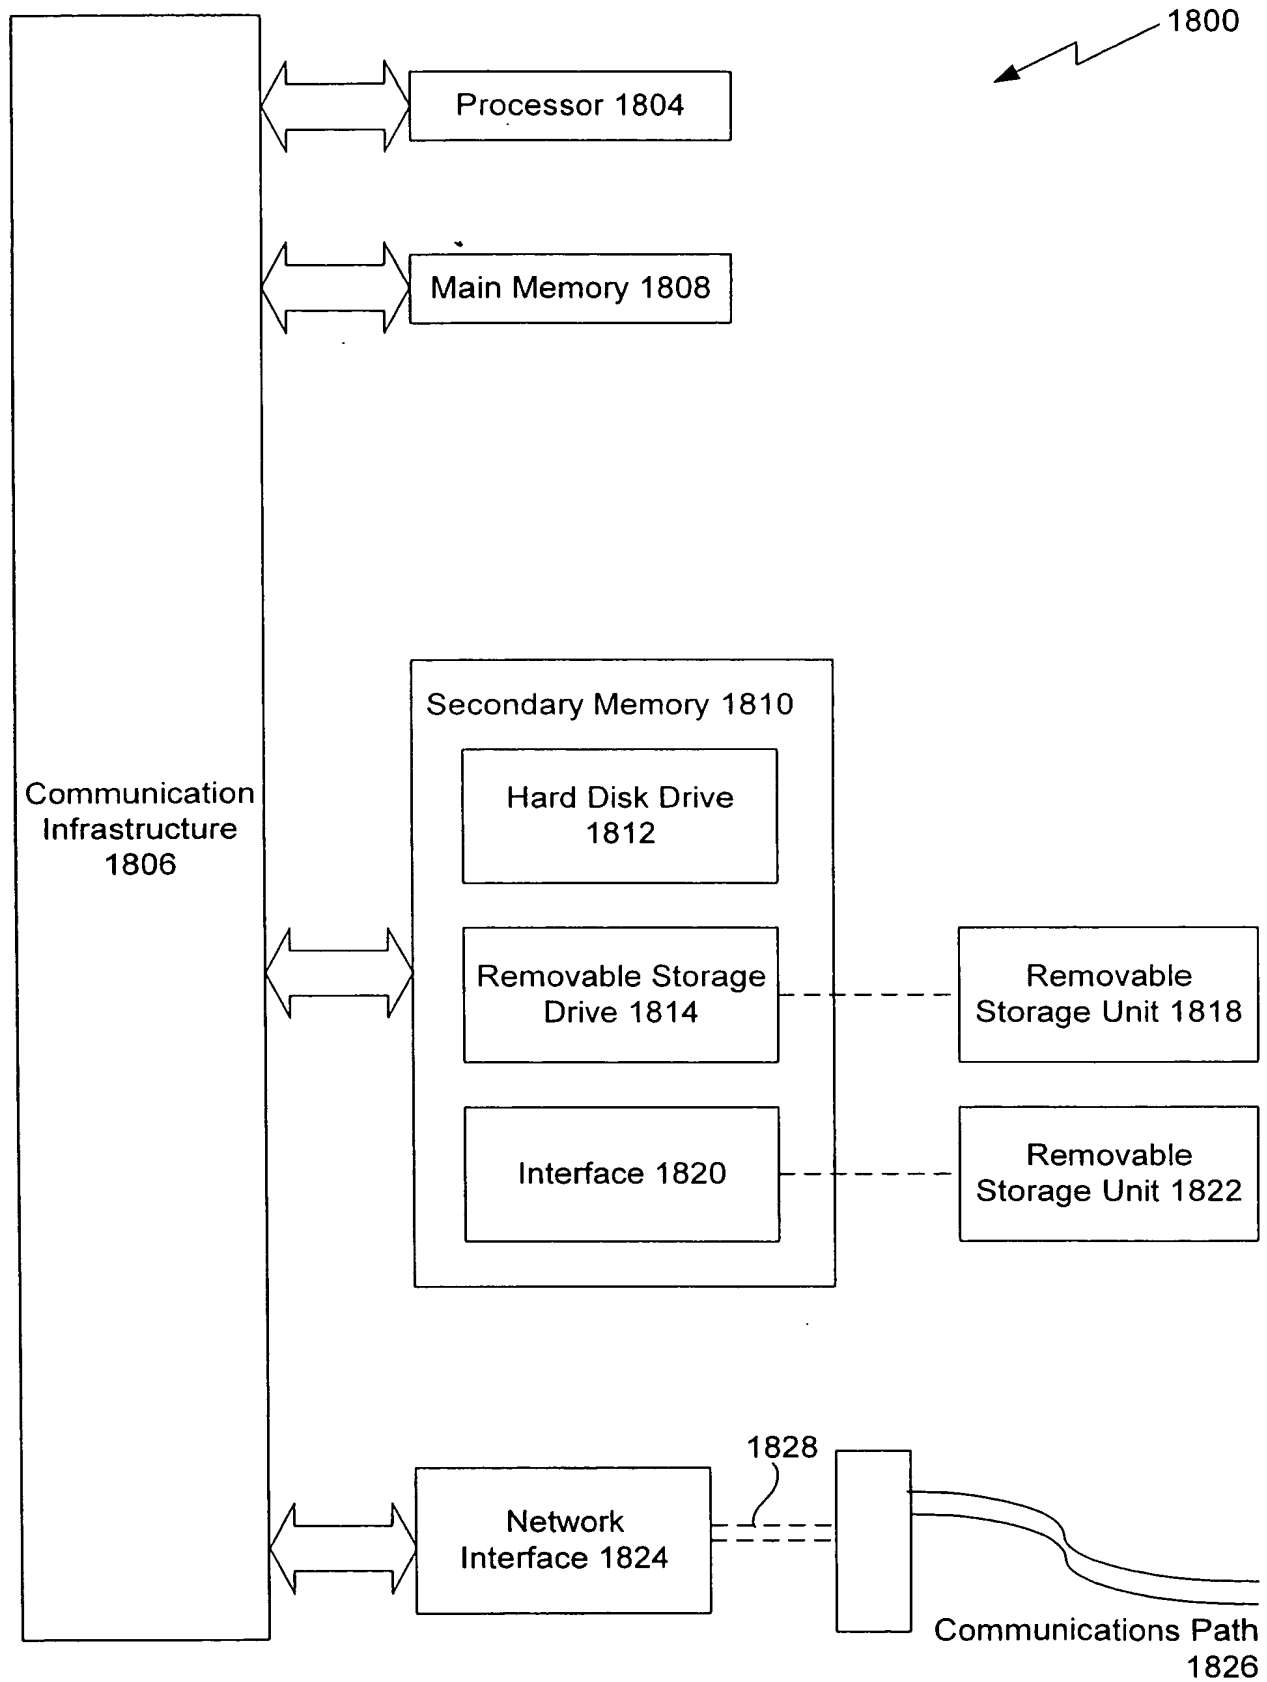 1800
Processor 1804
Main Memory 1808
Secondary Memory 1810
Communication
Infrastructure
1806
Hard Disk Drive
1812
Removable Storage
Drive 1814
Removable
Storage Unit 1818
Interface 1820
Removable
Storage Unit 1822
1828
Network
Interface 1824
Communications Path
1826